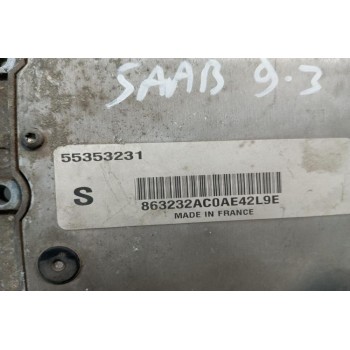 SAAB 9.3
55353231
S
863232AC0AE42L9E
MADE IN FRANCE